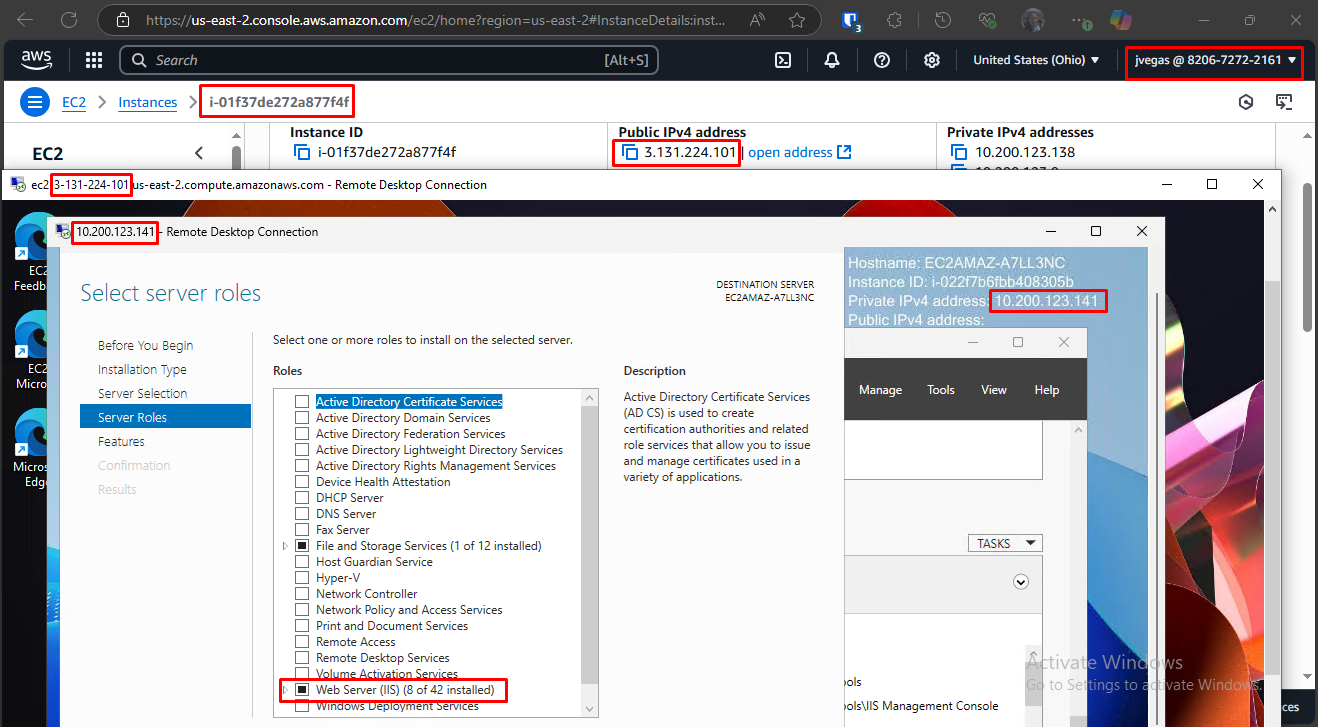 https://us-east-2.console.aws.amazon.com/ec2/home?region=us-east-2#InstanceDetails:inst...
3
aws
Search
[Alt+S]
United States (Ohio)
jvegas @ 8206-7272-2161
EC2
Instances
i-01f37de272a877f4f
EC2
Instance ID
i-01f37de272a877f4f
Public IPv4 address
3.131.224.101 | open address
Private IPv4 addresses
10.200.123.138
ec2-3-131-224-101.us-east-2.compute.amazonaws.com - Remote Desktop Connection
EC2
Feedb
EC2
Micro
Micros
Edg
10.200.123.141 - Remote Desktop Connection
Select server roles
DESTINATION SERVER
EC2AMAZ-A7LL3NC
Before You Begin
Installation Type
Server Selection
Server Roles
Features
Confirmation
Results
Select one or more roles to install on the selected server.
Roles
Active Directory Certificate Services
Active Directory Domain Services
Active Directory Federation Services
Active Directory Lightweight Directory Services
Active Directory Rights Management Services
Device Health Attestation
DHCP Server
DNS Server
Fax Server
File and Storage Services (1 of 12 installed)
Host Guardian Service
Hyper-V
Network Controller
Network Policy and Access Services
Print and Document Services
Remote Access
Remote Desktop Services
Volume Activation Services
Web Server (IIS) (8 of 42 installed)
Windows Deployment Services
Description
Active Directory Certificate Services
(AD CS) is used to create
certification authorities and related
role services that allow you to issue
and manage certificates used in a
variety of applications.
Hostname: EC2AMAZ-A7LL3NC
Instance ID: i-022f7b6fbb408305b
Private IPv4 address: 10.200.123.141
Public IPv4 address:
Manage
Tools
View
Help
TASKS
ols
ols\IIS Management Console
Activate Windows
Go to Settings to activate Windows.
ces